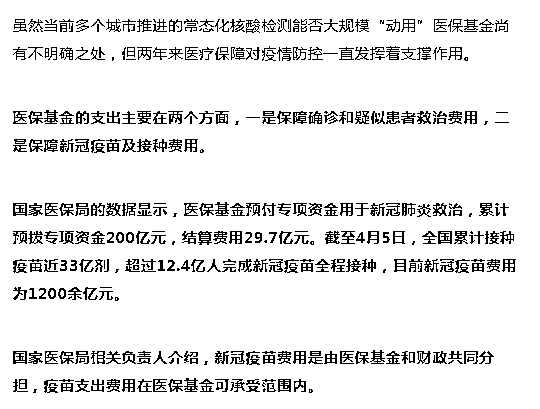 虽然当前多个城市推进的常态化核酸检测能否大规模“动用”医保基金尚
有不明确之处，但两年来医疗保障对疫情防控一直发挥着支撑作用。
医保基金的支出主要在两个方面，一是保障确诊和疑似患者救治费用，二
是保障新冠疫苗及接种费用。
国家医保局的数据显示，医保基金预付专项资金用于新冠肺炎救治，累计
预拨专项资金200亿元，结算费用29.7亿元。截至4月5日，全国累计接种
疫苗近33亿剂，超过12.4亿人完成新冠疫苗全程接种，目前新冠疫苗费用
为1200余亿元。
国家医保局相关负责人介绍，新冠疫苗费用是由医保基金和财政共同分
担，疫苗支出费用在医保基金可承受范围内。